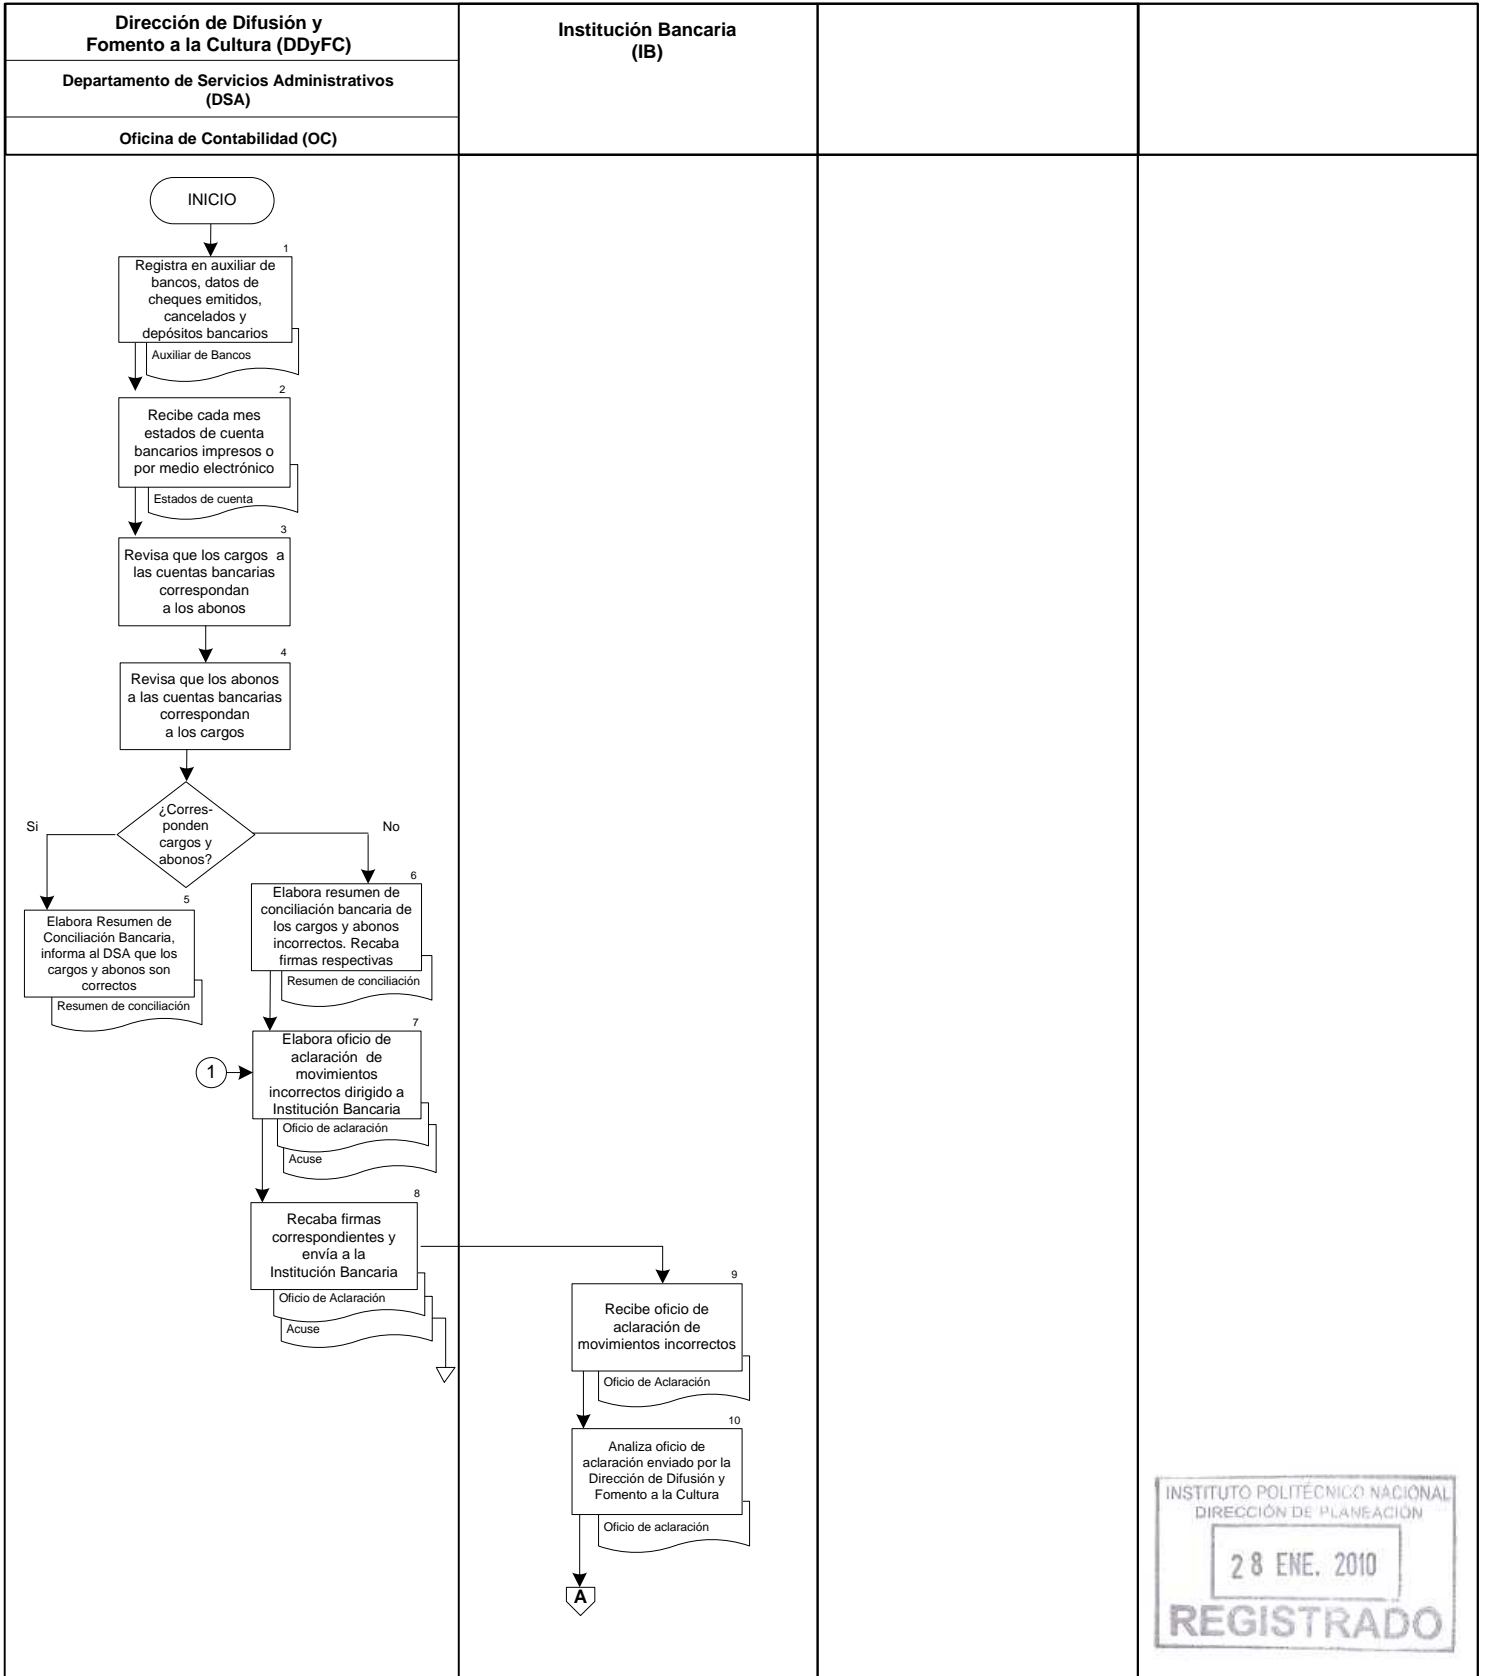 Dirección de Difusión y
Fomento a la Cultura (DDyFC)
Departamento de Servicios Administrativos
(DSA)
Oficina de Contabilidad (OC)
Institución Bancaria
(IB)
INICIO
1
Registra en auxiliar de
bancos, datos de
cheques emitidos,
cancelados y
depósitos bancarios
Auxiliar de Bancos
2
Recibe cada mes
estados de cuenta
bancarios impresos o
por medio electrónico
Estados de cuenta
3
Revisa que los cargos a
las cuentas bancarias
correspondan
a los abonos
4
Revisa que los abonos
a las cuentas bancarias
correspondan
a los cargos
¿Corres-
ponden
cargos y
abonos?
Si
No
5
Elabora Resumen de
Conciliación Bancaria,
informa al DSA que los
cargos y abonos son
correctos
Resumen de conciliación
6
Elabora resumen de
conciliación bancaria de
los cargos y abonos
incorrectos. Recaba
firmas respectivas
Resumen de conciliación
7
1
Elabora oficio de
aclaración de
movimientos
incorrectos dirigido a
Institución Bancaria
Oficio de aclaración
Acuse
8
Recaba firmas
correspondientes y
envía a la
Institución Bancaria
Oficio de Aclaración
Acuse
9
Recibe oficio de
aclaración de
movimientos incorrectos
Oficio de Aclaración
10
Analiza oficio de
aclaración enviado por la
Dirección de Difusión y
Fomento a la Cultura
Oficio de aclaración
A
INSTITUTO POLITÉCNICO NACIONAL
DIRECCIÓN DE PLANEACIÓN
28 ENE. 2010
REGISTRADO